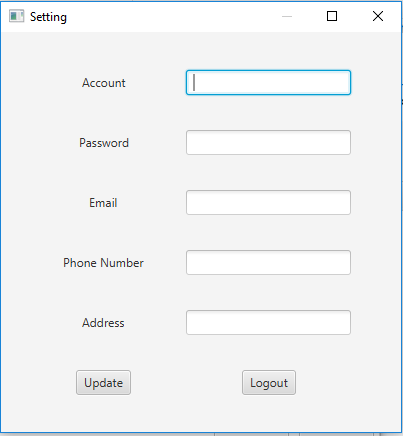 Setting
Account
Password
Email
Phone Number
Address
Update Logout